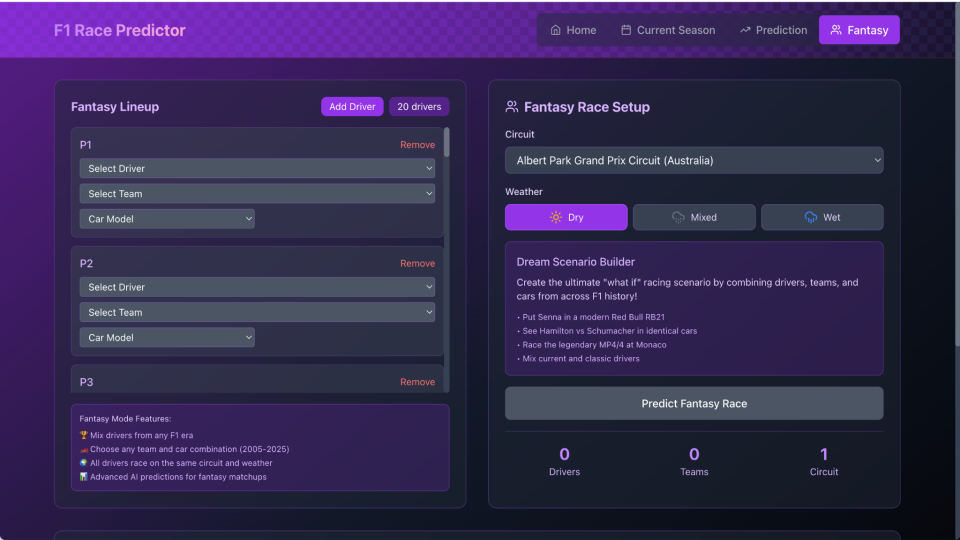 F1 Race Predictor
Home
Current Season
Prediction
Fantasy
Fantasy Lineup
Add Driver
20 drivers
P1
Remove
Select Driver
Select Team
Car Model
P2
Remove
Select Driver
Select Team
Car Model
P3
Remove
Fantasy Mode Features:
🏆 Mix drivers from any F1 era
🏎️ Choose any team and car combination (2005-2025)
🌍 All drivers race on the same circuit and weather
📊 Advanced AI predictions for fantasy matchups
Fantasy Race Setup
Circuit
Albert Park Grand Prix Circuit (Australia)
Weather
Dry
Mixed
Wet
Dream Scenario Builder
Create the ultimate "what if" racing scenario by combining drivers, teams, and
cars from across F1 history!
• Put Senna in a modern Red Bull RB21
• See Hamilton vs Schumacher in identical cars
• Race the legendary MP4/4 at Monaco
• Mix current and classic drivers
Predict Fantasy Race
0
Drivers
0
Teams
1
Circuit